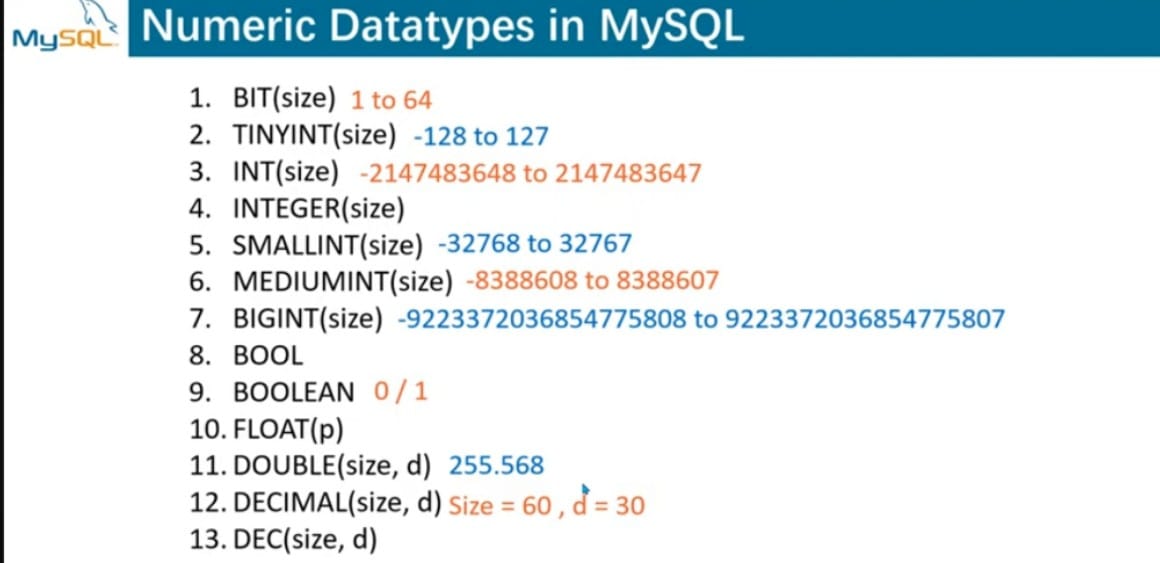 MySQL
Numeric Datatypes in MySQL
1. BIT(size) 1 to 64
2. TINYINT(size) -128 to 127
3. INT(size) -2147483648 to 2147483647
4. INTEGER(size)
5. SMALLINT(size) -32768 to 32767
6. MEDIUMINT(size) -8388608 to 8388607
7. BIGINT(size) -9223372036854775808 to 9223372036854775807
8. BOOL
9. BOOLEAN 0 / 1
10. FLOAT(p)
11. DOUBLE(size, d) 255.568
12. DECIMAL(size, d) Size = 60 , d = 30
13. DEC(size, d)